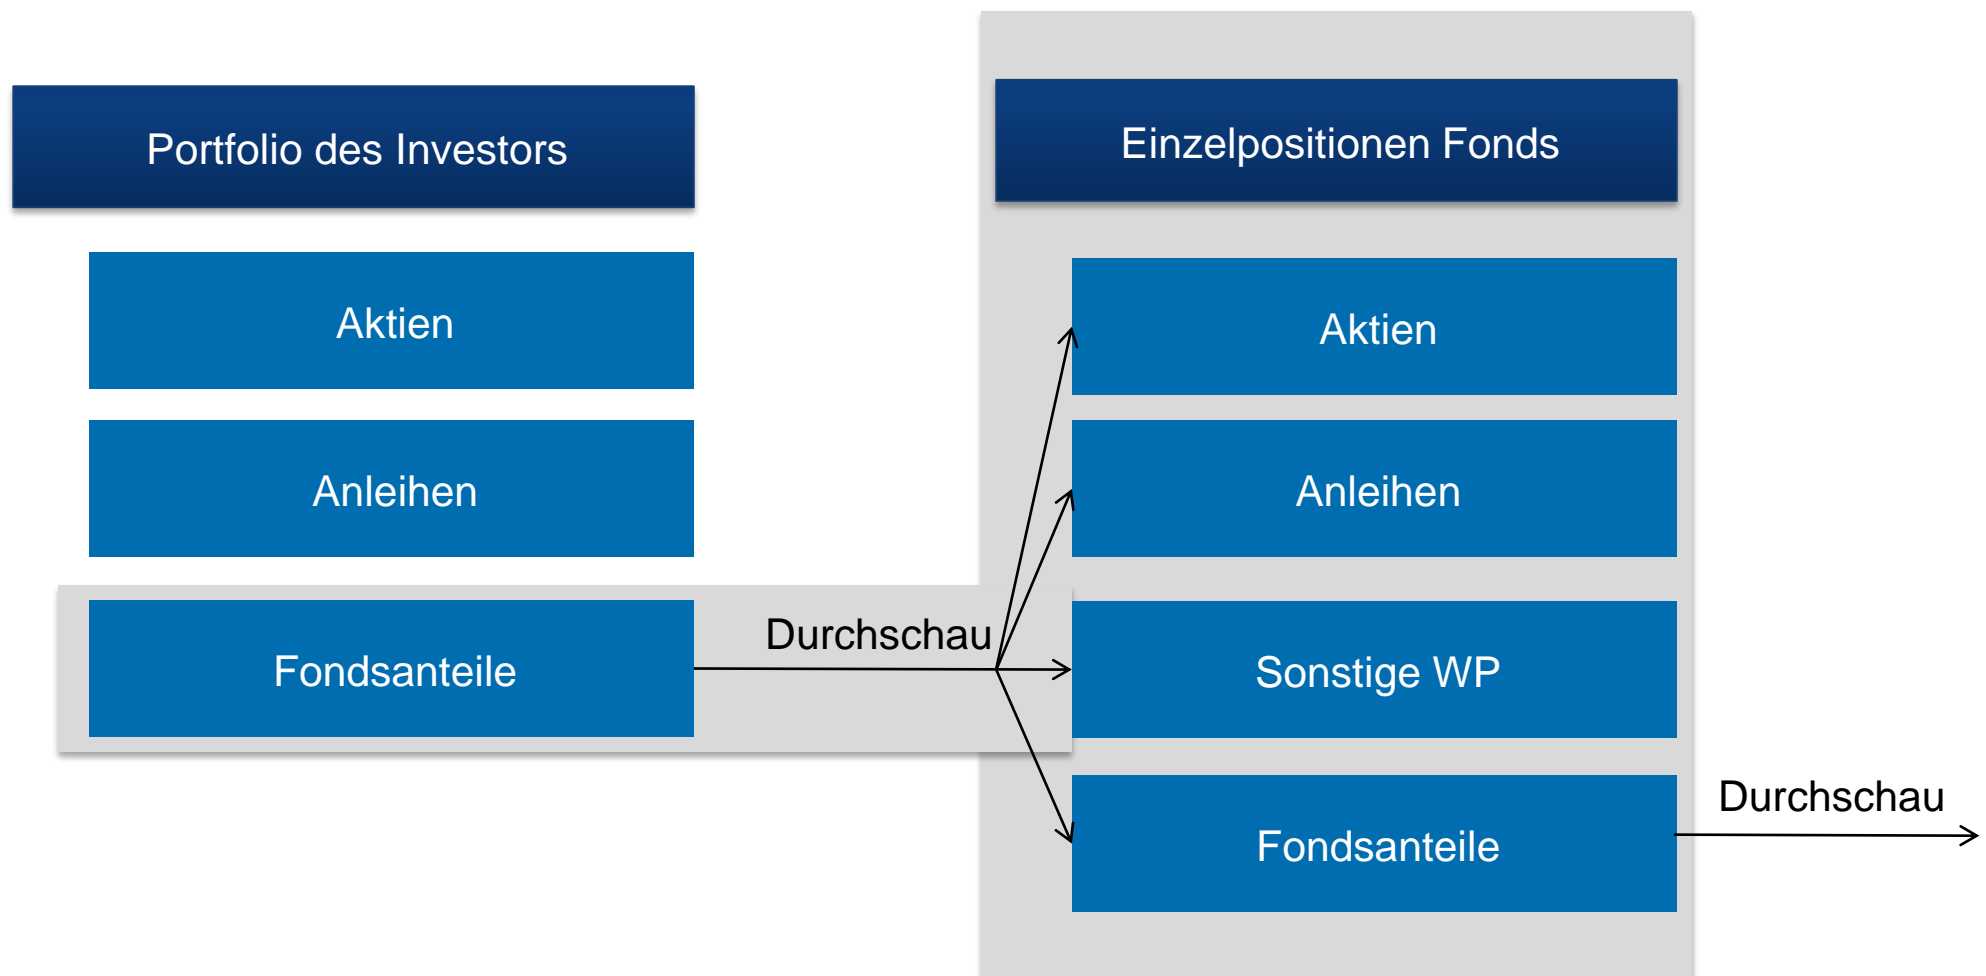 Portfolio des Investors
Aktien
Anleihen
Fondsanteile
Durchschau
Einzelpositionen Fonds
Aktien
Anleihen
Sonstige WP
Fondsanteile
Durchschau